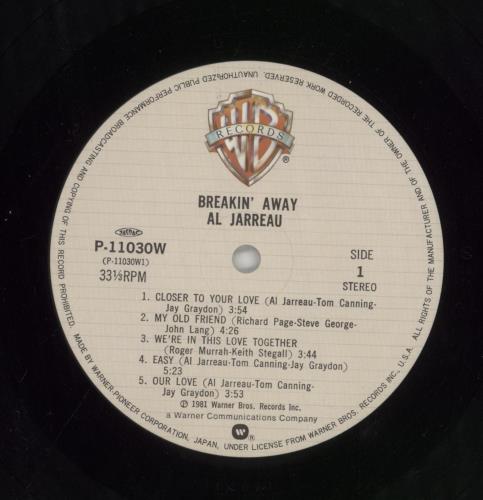 WB
RECORDS
®
BREAKIN' AWAY
AL JARREAU
JASRAC
P-11030W
(P-11030W1)
33⅓RPM
SIDE
1
STEREO
1. CLOSER TO YOUR LOVE (Al Jarreau-Tom Canning-
Jay Graydon) 3:54
2. MY OLD FRIEND (Richard Page-Steve George-
John Lang) 4:26
3. WE'RE IN THIS LOVE TOGETHER
(Roger Murrah-Keith Stegall) 3:44
4. EASY (Al Jarreau-Tom Canning-Jay Graydon)
5:23
5. OUR LOVE (Al Jarreau-Tom Canning-
Jay Graydon) 3:53
℗ 1981 Warner Bros. Records Inc.
a Warner Communications Company
W®
ALL RIGHTS OF THE MANUFACTURER AND OF THE OWNER OF THE RECORDED WORK RESERVED. UNAUTHORIZED PUBLIC PERFORMANCE BROADCASTING AND COPYING OF THIS RECORD PROHIBITED. MADE BY WARNER-PIONEER CORPORATION, JAPAN, UNDER LICENSE FROM WARNER BROS. RECORDS INC., U.S.A.